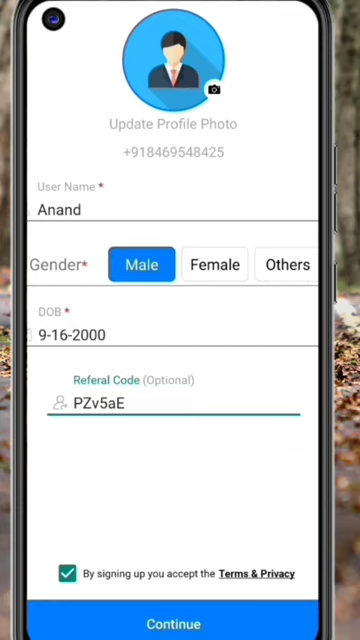 Update Profile Photo
+918469548425
User Name *
Anand
Gender* Male Female Others
DOB *
9-16-2000
Referal Code (Optional)
PZv5aE
By signing up you accept the Terms & Privacy
Continue